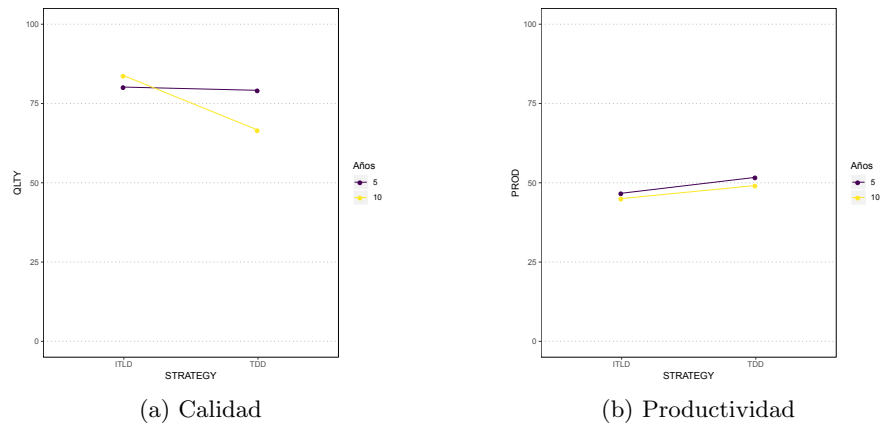 100
75
50
25
0
QLTY
ITLD
TDD
STRATEGY
Años
5
10
(a) Calidad
100
75
50
25
0
PROD
ITLD
TDD
STRATEGY
Años
5
10
(b) Productividad